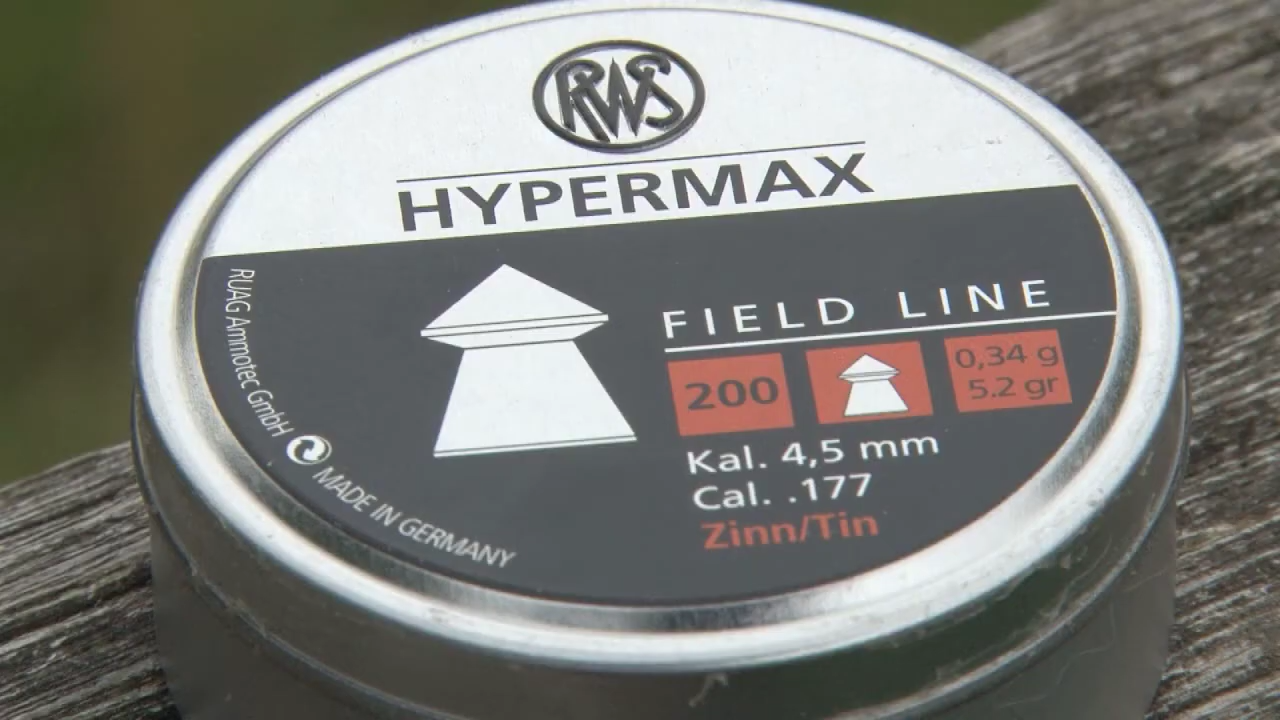 RWS
HYPERMAX
FIELD LINE
200
0,34 g
5.2 gr
Kal. 4,5 mm
Cal. .177
Zinn/Tin
RUAG Ammotec GmbH
MADE IN GERMANY